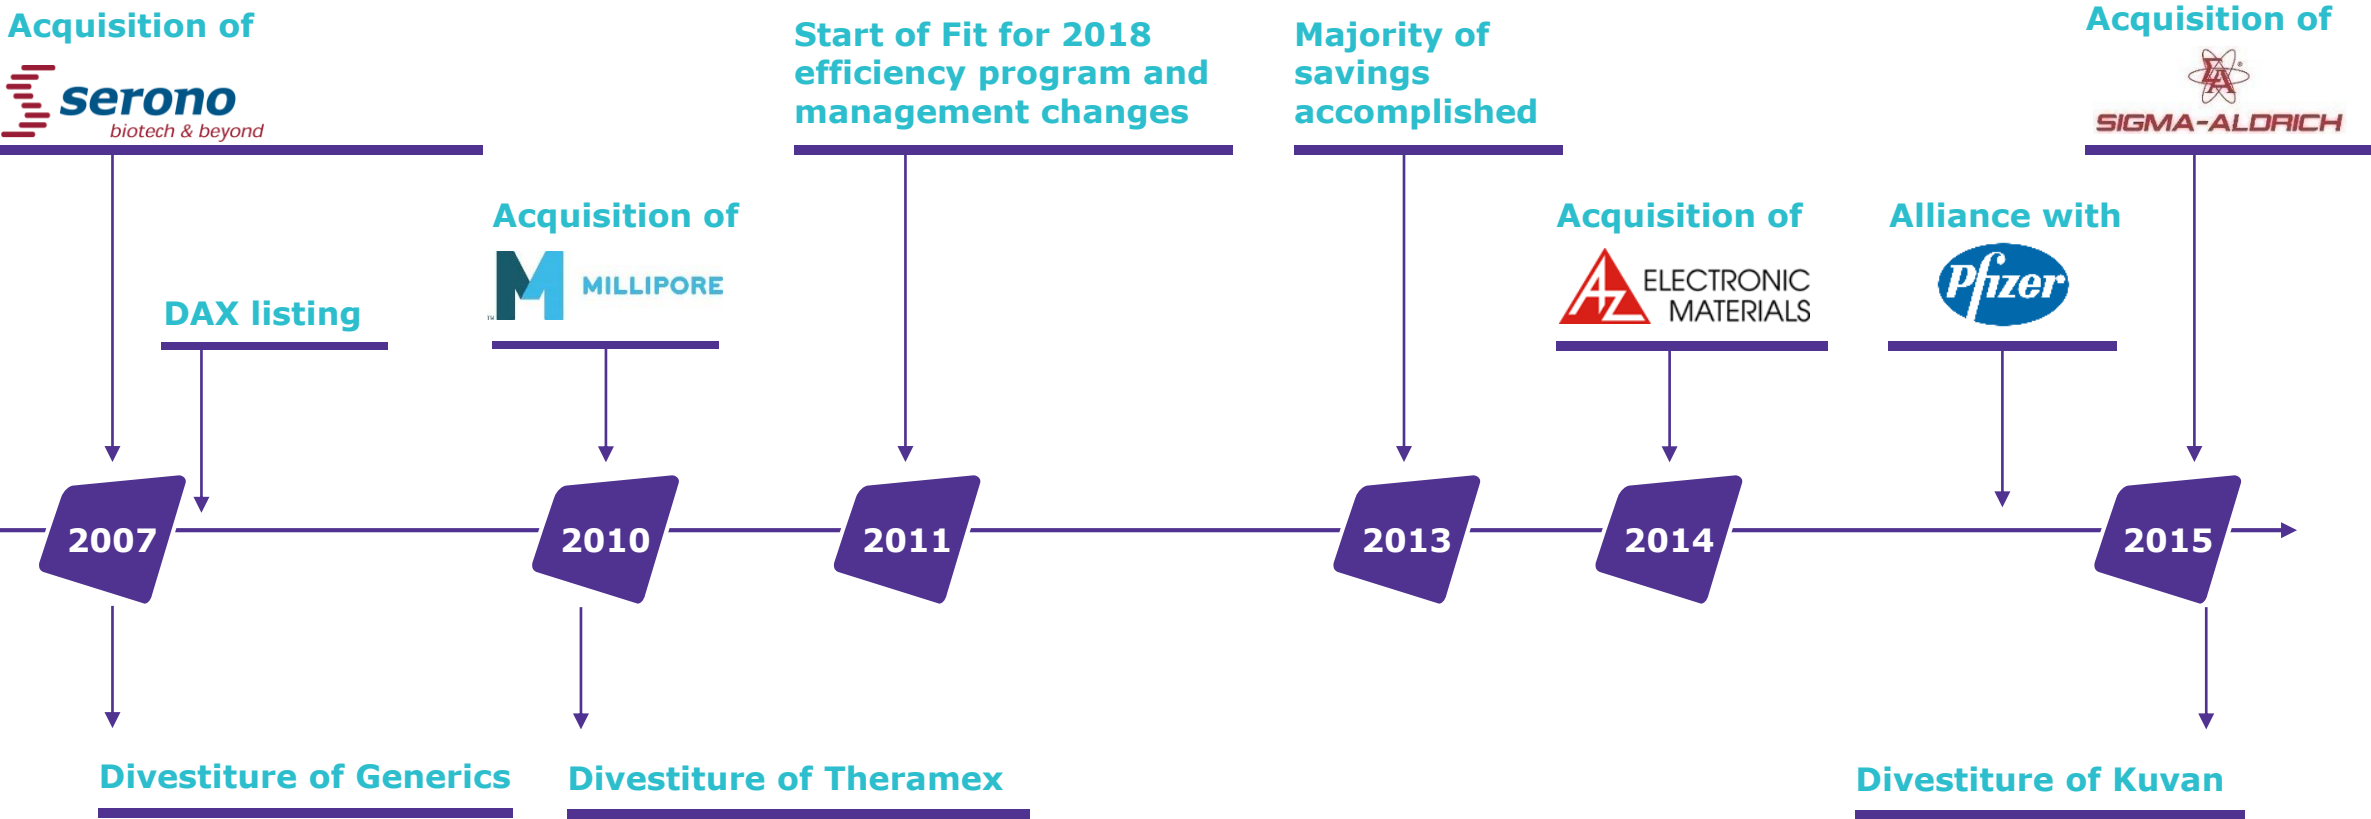 Acquisition of
serono
biotech & beyond
DAX listing
Acquisition of
MILLIPORE
Start of Fit for 2018
efficiency program and
management changes
Majority of
savings
accomplished
Acquisition of
AZ ELECTRONIC
MATERIALS
Alliance with
Pfizer
Acquisition of
ΣA
SIGMA-ALDRICH
2007
2010
2011
2013
2014
2015
Divestiture of Generics
Divestiture of Theramex
Divestiture of Kuvan